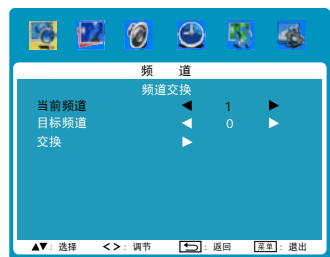 频 道
频道交换
当前频道 ◀ 1 ▶
目标频道 ◀ 0 ▶
交换 ▶
▲▼: 选择 <>: 调节 : 返回 菜单: 退出